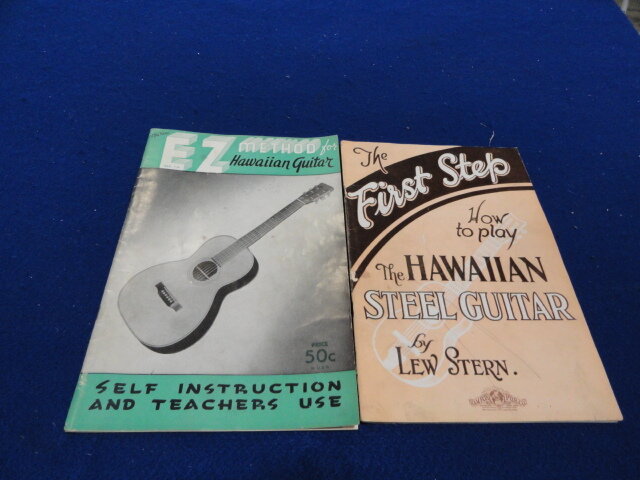 EZ METHOD for
Hawaiian Guitar
PRICE
50c
SELF INSTRUCTION
AND TEACHERS USE
The
First Step
How
to play
The HAWAIIAN
STEEL GUITAR
by
LEW STERN.